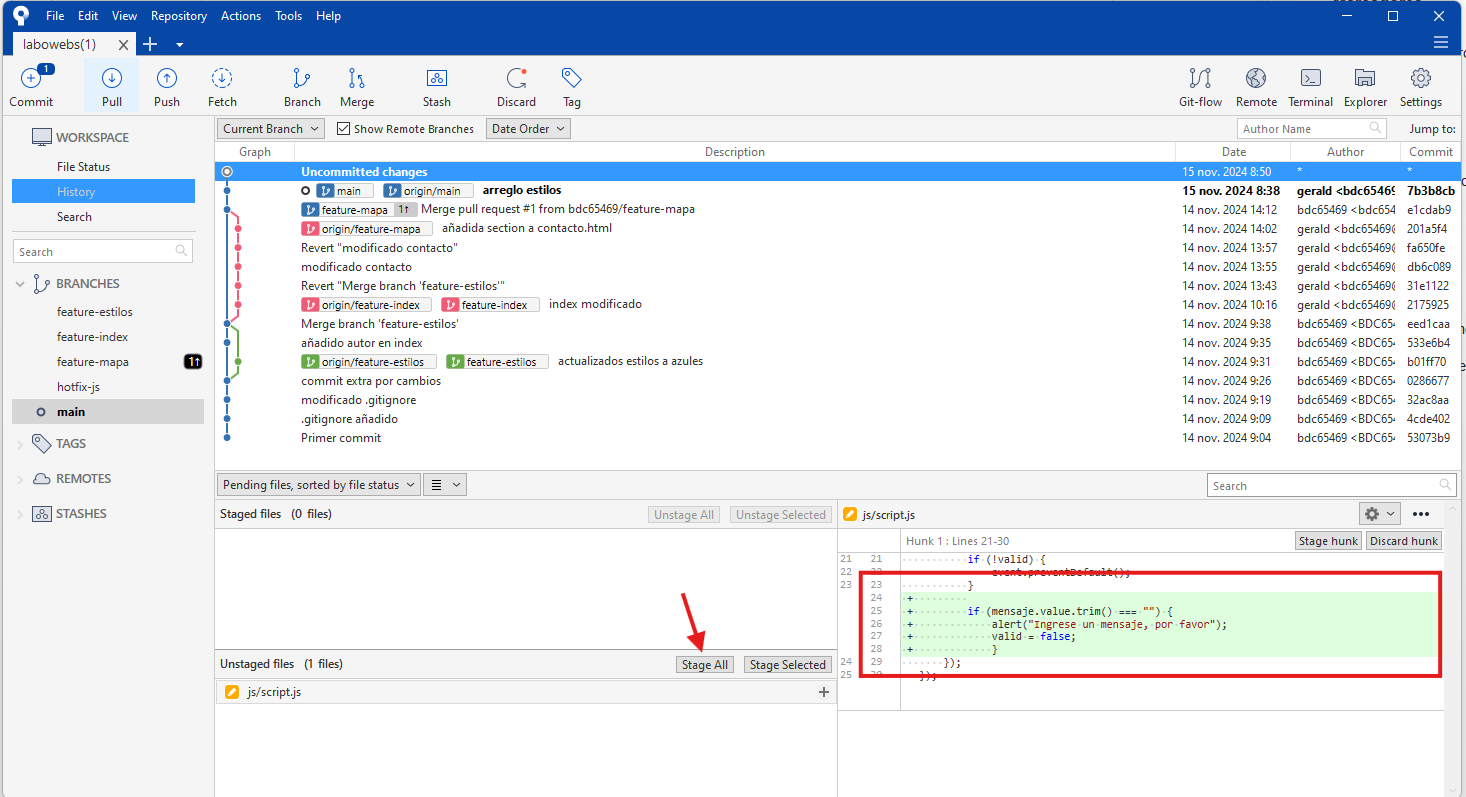 File Edit View Repository Actions Tools Help
labowebs(1)
1
Commit Pull Push Fetch Branch Merge Stash Discard Tag Git-flow Remote Terminal Explorer Settings
WORKSPACE
File Status
History
Search
Search
BRANCHES
feature-estilos
feature-index
feature-mapa 1↑
hotfix-js
main
TAGS
REMOTES
STASHES
Current Branch Show Remote Branches Date Order Author Name Jump to:
Graph Description Date Author Commit
Uncommitted changes 15 nov. 2024 8:50 * *
main origin/main arreglo estilos 15 nov. 2024 8:38 gerald <bdc65469 7b3b8cb
feature-mapa 1↑ Merge pull request #1 from bdc65469/feature-mapa 14 nov. 2024 14:12 bdc65469 <bdc654 e1cdab9
origin/feature-mapa añadida section a contacto.html 14 nov. 2024 14:02 gerald <bdc65469@ 201a5f4
Revert "modificado contacto" 14 nov. 2024 13:57 gerald <bdc65469@ fa650fe
modificado contacto 14 nov. 2024 13:55 gerald <bdc65469@ db6c089
Revert "Merge branch 'feature-estilos'" 14 nov. 2024 13:43 gerald <bdc65469@ 31e1122
origin/feature-index feature-index index modificado 14 nov. 2024 10:16 gerald <bdc65469@ 2175925
Merge branch 'feature-estilos' 14 nov. 2024 9:38 bdc65469 <BDC654 eed1caa
añadido autor en index 14 nov. 2024 9:35 bdc65469 <BDC654 533e6b4
origin/feature-estilos feature-estilos actualizados estilos a azules 14 nov. 2024 9:31 bdc65469 <BDC654 b01ff70
commit extra por cambios 14 nov. 2024 9:26 bdc65469 <BDC654 0286677
modificado .gitignore 14 nov. 2024 9:19 bdc65469 <BDC654 32ac8aa
.gitignore añadido 14 nov. 2024 9:09 bdc65469 <BDC654 4cde402
Primer commit 14 nov. 2024 9:04 bdc65469 <BDC654 53073b9
Pending files, sorted by file status Search
Staged files (0 files) Unstage All Unstage Selected
Unstaged files (1 files) Stage All Stage Selected
js/script.js
js/script.js
Hunk 1 : Lines 21-30 Stage hunk Discard hunk
21 21 if (!valid) {
22 22 event.preventDefault();
23 23 }
24 +
25 + if (mensaje.value.trim() === "") {
26 + alert("Ingrese un mensaje, por favor");
27 + valid = false;
28 + }
24 29 });
25 30 });